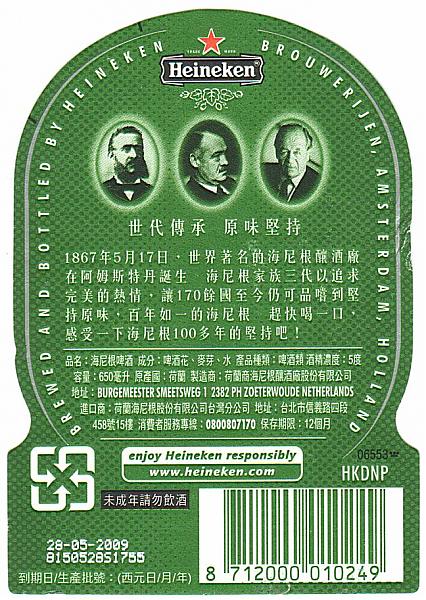 BREWED AND BOTTLED BY HEINEKEN BROUWERIJEN, AMSTERDAM, HOLLAND
TRADE MARK
Heineken
世代傳承 原味堅持
1867年5月17日，世界著名的海尼根釀酒廠
在阿姆斯特丹誕生 海尼根家族三代以追求
完美的熱情，讓170餘國至今仍可品嚐到堅
持原味，百年如一的海尼根 趕快喝一口，
感受一下海尼根100多年的堅持吧！
品名：海尼根啤酒 成分：啤酒花、麥芽、水 產品種類：啤酒類 酒精濃度：5度
容量：650毫升 原產國：荷蘭 製造商：荷蘭商海尼根釀酒廠股份有限公司
地址：BURGEMEESTER SMEETSWEG 1 2382 PH ZOETERWOUDE NETHERLANDS
進口商：荷蘭海尼根股份有限公司台灣分公司 地址：台北市信義路四段
458號15樓 消費者服務專線：0800807170 保存期限：12個月
enjoy Heineken responsibly
www.heineken.com
06553
HKDNP
未成年請勿飲酒
28-05-2009
8150528S1755
到期日/生產批號：(西元日/月/年)
8 712000 010249